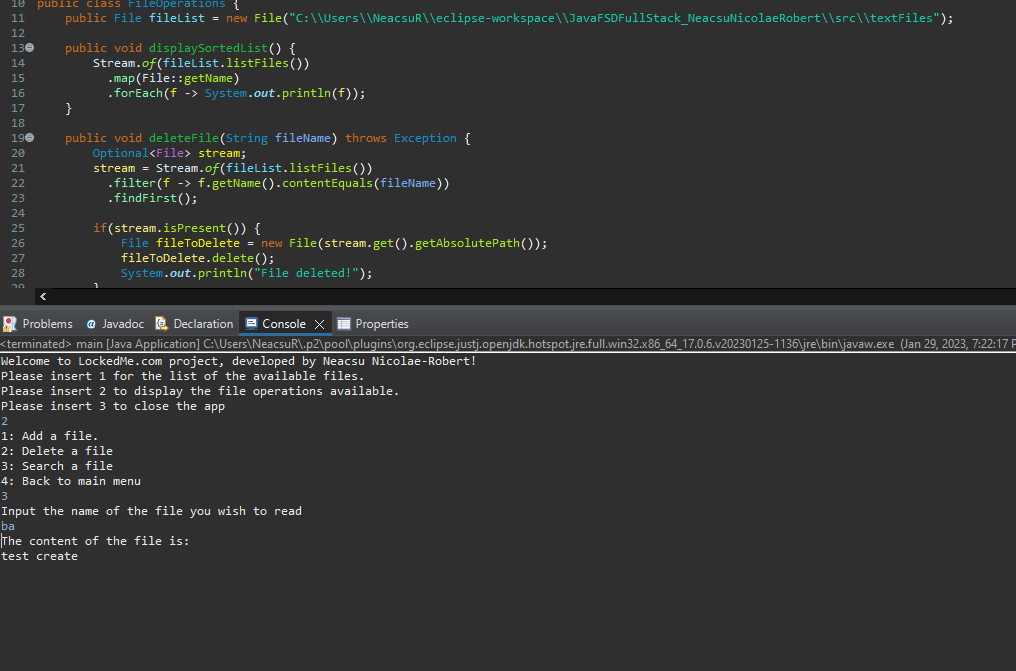 10 public class FileOperations {
11     public File fileList = new File("C:\\Users\\NeacsuR\\eclipse-workspace\\JavaFSDFullStack_NeacsuNicolaeRobert\\src\\textFiles");
12
13     public void displaySortedList() {
14         Stream.of(fileList.listFiles())
15           .map(File::getName)
16           .forEach(f -> System.out.println(f));
17     }
18
19     public void deleteFile(String fileName) throws Exception {
20         Optional<File> stream;
21         stream = Stream.of(fileList.listFiles())
22           .filter(f -> f.getName().contentEquals(fileName))
23           .findFirst();
24
25         if(stream.isPresent()) {
26             File fileToDelete = new File(stream.get().getAbsolutePath());
27             fileToDelete.delete();
28             System.out.println("File deleted!");
29         }
Problems Javadoc Declaration Console Properties
<terminated> main [Java Application] C:\Users\NeacsuR\.p2\pool\plugins\org.eclipse.justj.openjdk.hotspot.jre.full.win32.x86_64_17.0.6.v20230125-1136\jre\bin\javaw.exe (Jan 29, 2023, 7:22:17 P
Welcome to LockedMe.com project, developed by Neacsu Nicolae-Robert!
Please insert 1 for the list of the available files.
Please insert 2 to display the file operations available.
Please insert 3 to close the app
2
1: Add a file.
2: Delete a file
3: Search a file
4: Back to main menu
3
Input the name of the file you wish to read
ba
The content of the file is:
test create